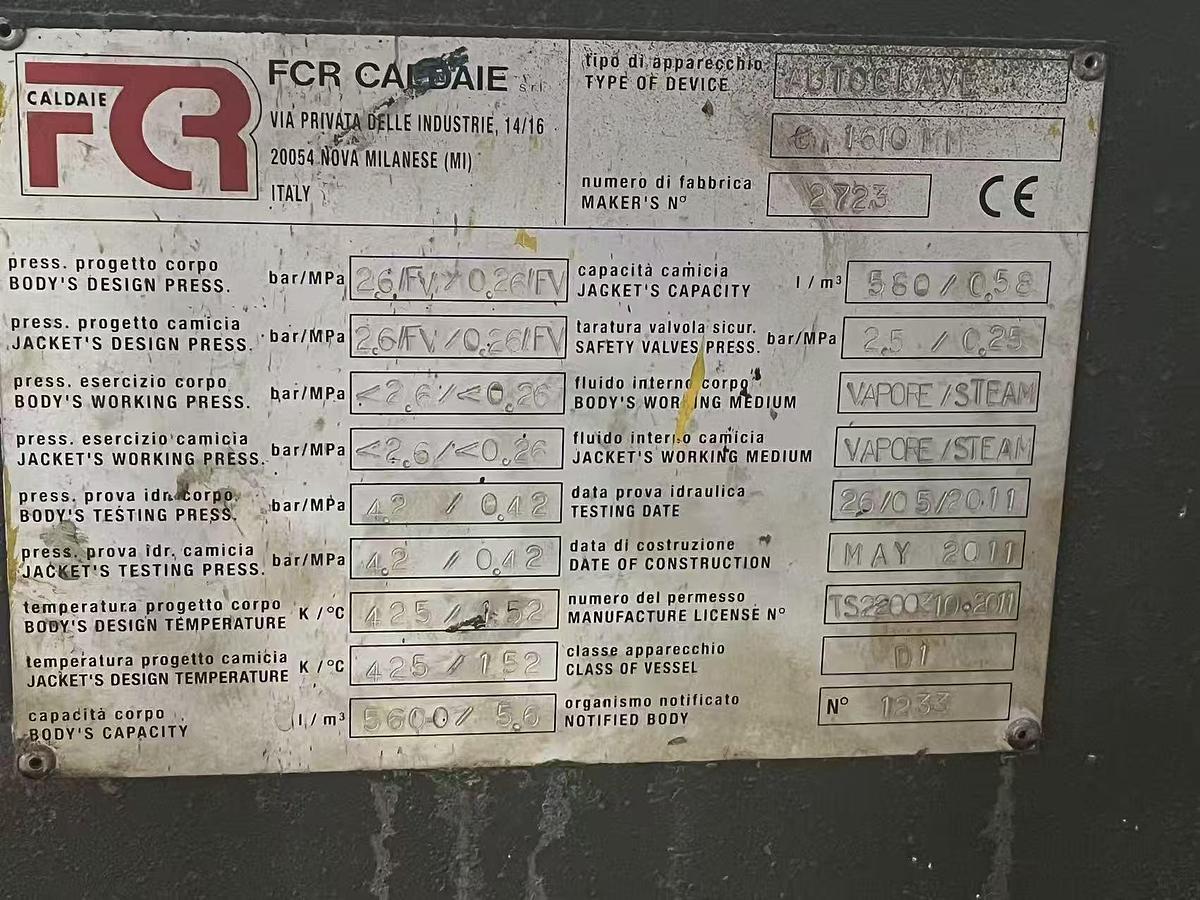 CALDAIE
FCR
FCR CALDAIE s.r.l.
VIA PRIVATA DELLE INDUSTRIE, 14/16
20054 NOVA MILANESE (MI)
ITALY
tipo di apparecchio
TYPE OF DEVICE
AUTOCLAVE
1610 MM
numero di fabbrica
MAKER'S N°
2723
CE
press. progetto corpo
BODY'S DESIGN PRESS. bar/MPa 2.6/FV / 0.26/FV
press. progetto camicia
JACKET'S DESIGN PRESS. bar/MPa 2.6/FV / 0.26/FV
press. esercizio corpo
BODY'S WORKING PRESS. bar/MPa <2.6/<0.26
press. esercizio camicia
JACKET'S WORKING PRESS. bar/MPa <2.6/<0.26
press. prova idr. corpo
BODY'S TESTING PRESS. bar/MPa 4.2 / 0.42
press. prova idr. camicia
JACKET'S TESTING PRESS. bar/MPa 4.2 / 0.42
temperatura progetto corpo
BODY'S DESIGN TEMPERATURE K/°C 425 / 152
temperatura progetto camicia
JACKET'S DESIGN TEMPERATURE K/°C 425 / 152
capacità corpo
BODY'S CAPACITY l/m³ 5600 / 5.6
capacità camicia
JACKET'S CAPACITY l/m³ 580 / 0.58
taratura valvola sicur.
SAFETY VALVES PRESS. bar/MPa 2.5 / 0.25
fluido interno corpo
BODY'S WORKING MEDIUM VAPORE/STEAM
fluido interno camicia
JACKET'S WORKING MEDIUM VAPORE/STEAM
data prova idraulica
TESTING DATE 26/05/2011
data di costruzione
DATE OF CONSTRUCTION MAY 2011
numero del permesso
MANUFACTURE LICENSE N° TS2200310-2011
classe apparecchio
CLASS OF VESSEL D1
organismo notificato
NOTIFIED BODY N° 1233